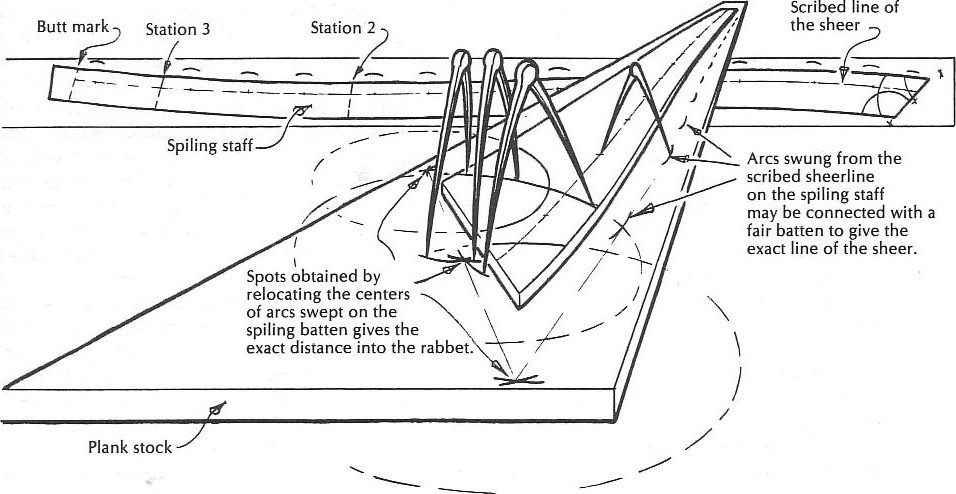 Butt mark
Station 3
Station 2
Scribed line of
the sheer
Spiling staff
Arcs swung from the
scribed sheerline
on the spiling staff
may be connected with a
fair batten to give the
exact line of the sheer.
Spots obtained by
relocating the centers
of arcs swept on the
spiling batten gives the
exact distance into the rabbet.
Plank stock